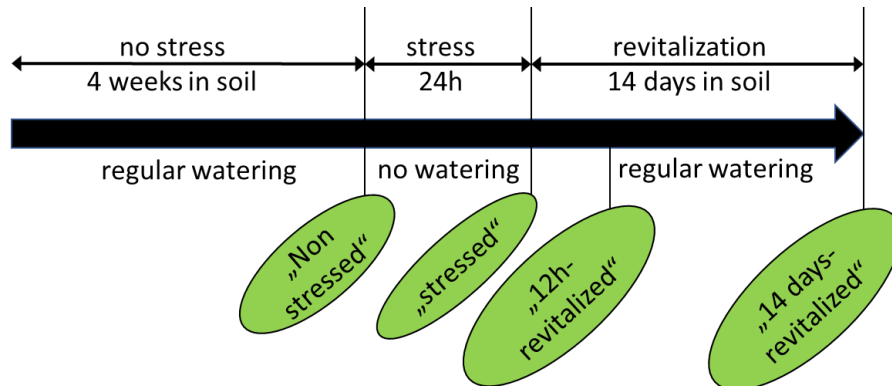 no stress
stress
revitalization
4 weeks in soil
24h
14 days in soil
regular watering
no watering
regular watering
„Non
stressed“
„stressed“
„12h-
revitalized“
„14 days-
revitalized“